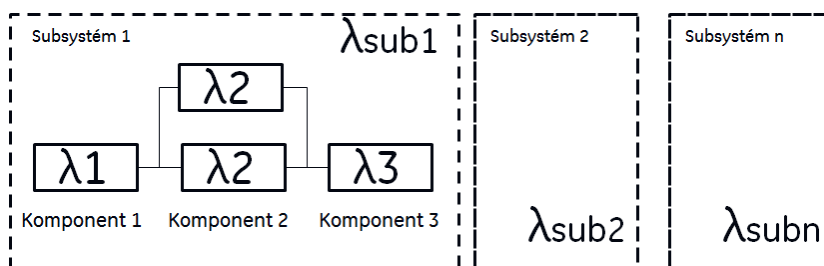 Subsystém 1
λsub1
λ2
λ1
λ2
λ3
Komponent 1
Komponent 2
Komponent 3
Subsystém 2
λsub2
Subsystém n
λsubn